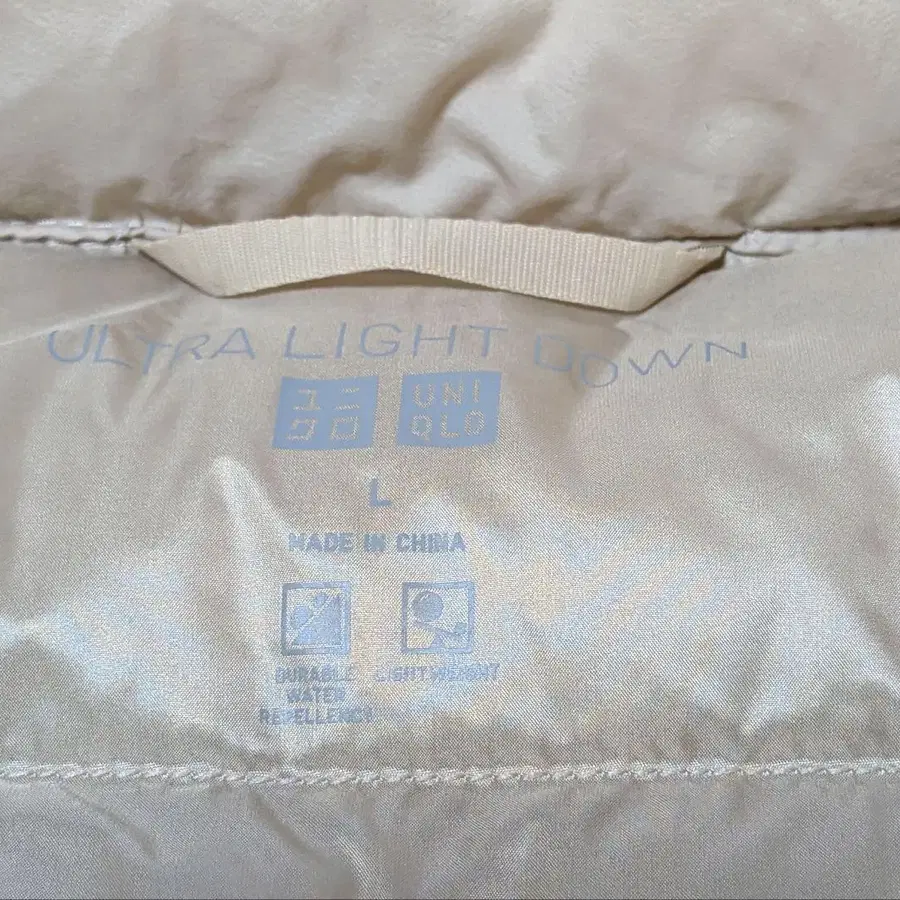 ULTRA LIGHT DOWN
ユニ UNI
クロ QLO
L
MADE IN CHINA
DURABLE LIGHTWEIGHT
WATER
REPELLENCY